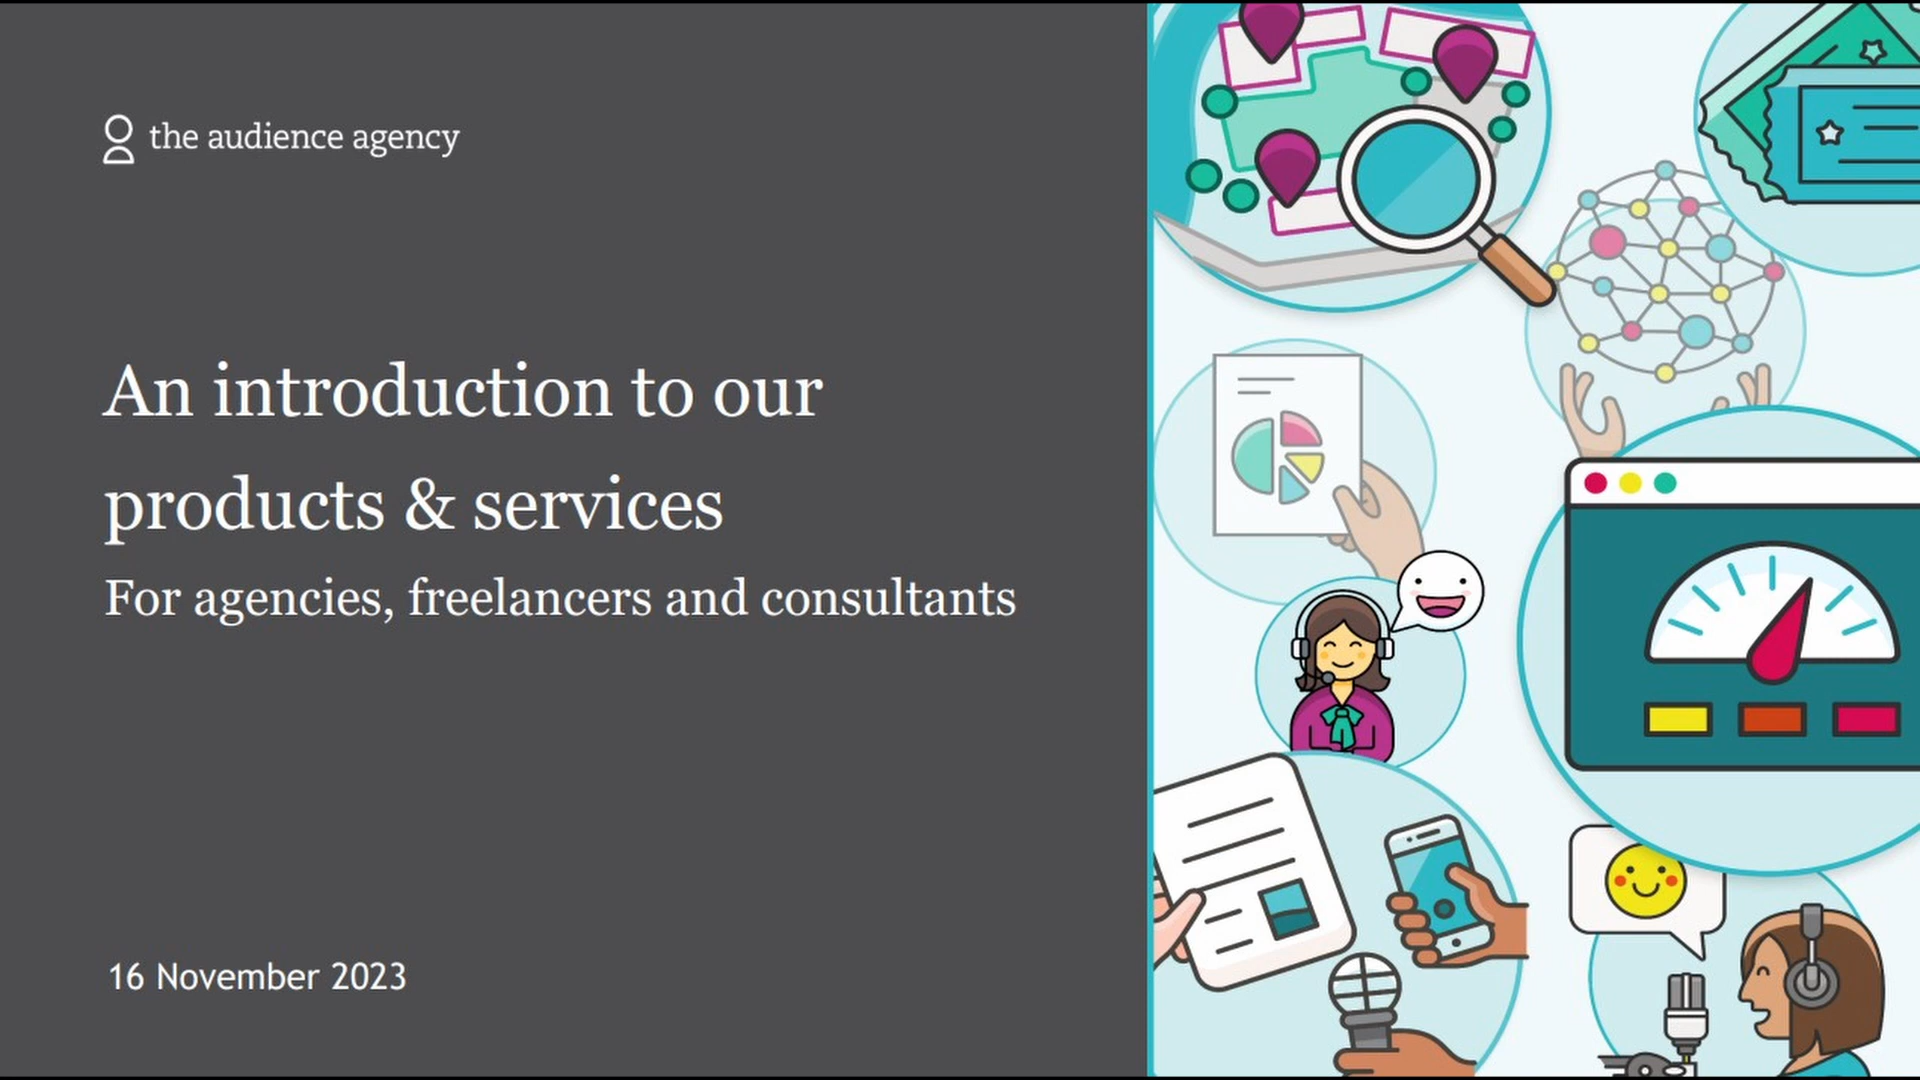 the audience agency
An introduction to our
products & services
For agencies, freelancers and consultants
16 November 2023